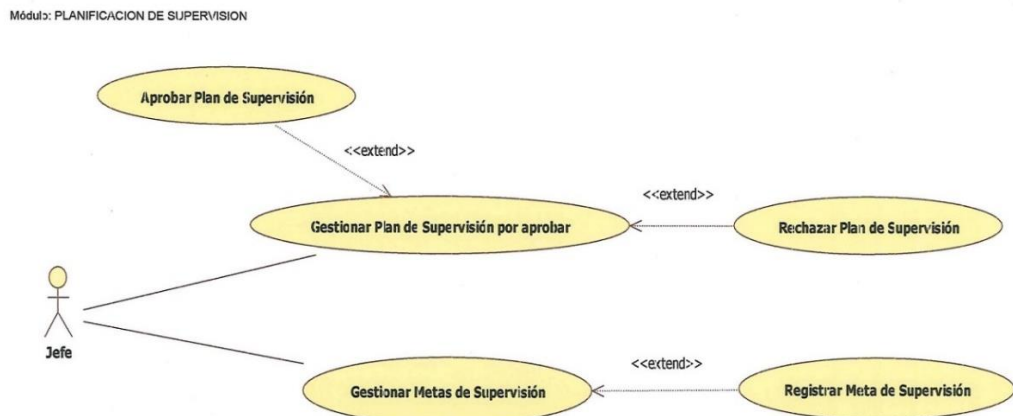 Módulo: PLANIFICACION DE SUPERVISION
Aprobar Plan de Supervisión
<<extend>>
<<extend>>
Gestionar Plan de Supervisión por aprobar
Rechazar Plan de Supervisión
Jefe
<<extend>>
Gestionar Metas de Supervisión
Registrar Meta de Supervisión